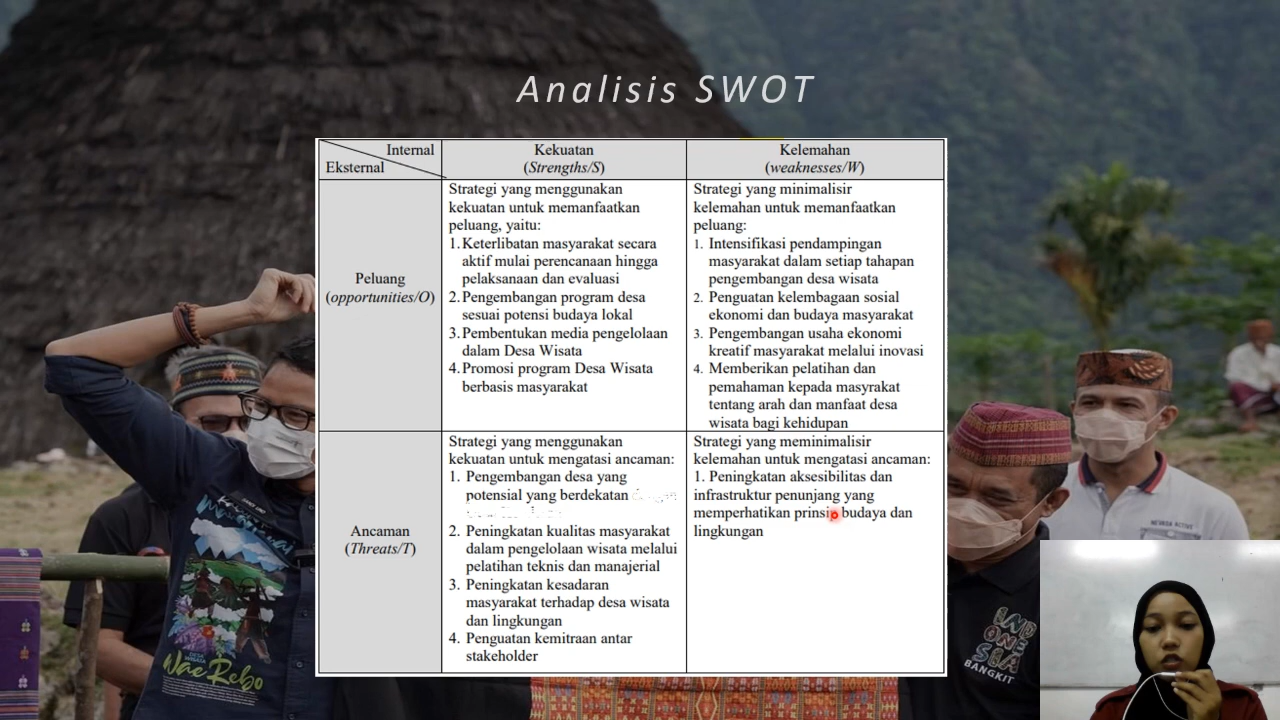 Analisis SWOT
Internal
Eksternal
Kekuatan
(Strengths/S)
Kelemahan
(weaknesses/W)
Peluang
(opportunities/O)
Strategi yang menggunakan
kekuatan untuk memanfaatkan
peluang, yaitu:
1. Keterlibatan masyarakat secara
aktif mulai perencanaan hingga
pelaksanaan dan evaluasi
2. Pengembangan program desa
sesuai potensi budaya lokal
3. Pembentukan media pengelolaan
dalam Desa Wisata
4. Promosi program Desa Wisata
berbasis masyarakat
Strategi yang minimalisir
kelemahan untuk memanfaatkan
peluang:
1. Intensifikasi pendampingan
masyarakat dalam setiap tahapan
pengembangan desa wisata
2. Penguatan kelembagaan sosial
ekonomi dan budaya masyarakat
3. Pengembangan usaha ekonomi
kreatif masyarakat melalui inovasi
4. Memberikan pelatihan dan
pemahaman kepada masyrakat
tentang arah dan manfaat desa
wisata bagi kehidupan
Ancaman
(Threats/T)
Strategi yang menggunakan
kekuatan untuk mengatasi ancaman:
1. Pengembangan desa yang
potensial yang berdekatan
2. Peningkatan kualitas masyarakat
dalam pengelolaan wisata melalui
pelatihan teknis dan manajerial
3. Peningkatan kesadaran
masyarakat terhadap desa wisata
dan lingkungan
4. Penguatan kemitraan antar
stakeholder
Strategi yang meminimalisir
kelemahan untuk mengatasi ancaman:
1. Peningkatan aksesibilitas dan
infrastruktur penunjang yang
memperhatikan prinsip budaya dan
lingkungan
Wae Rebo
IND
ONE
SIA
BANGKIT